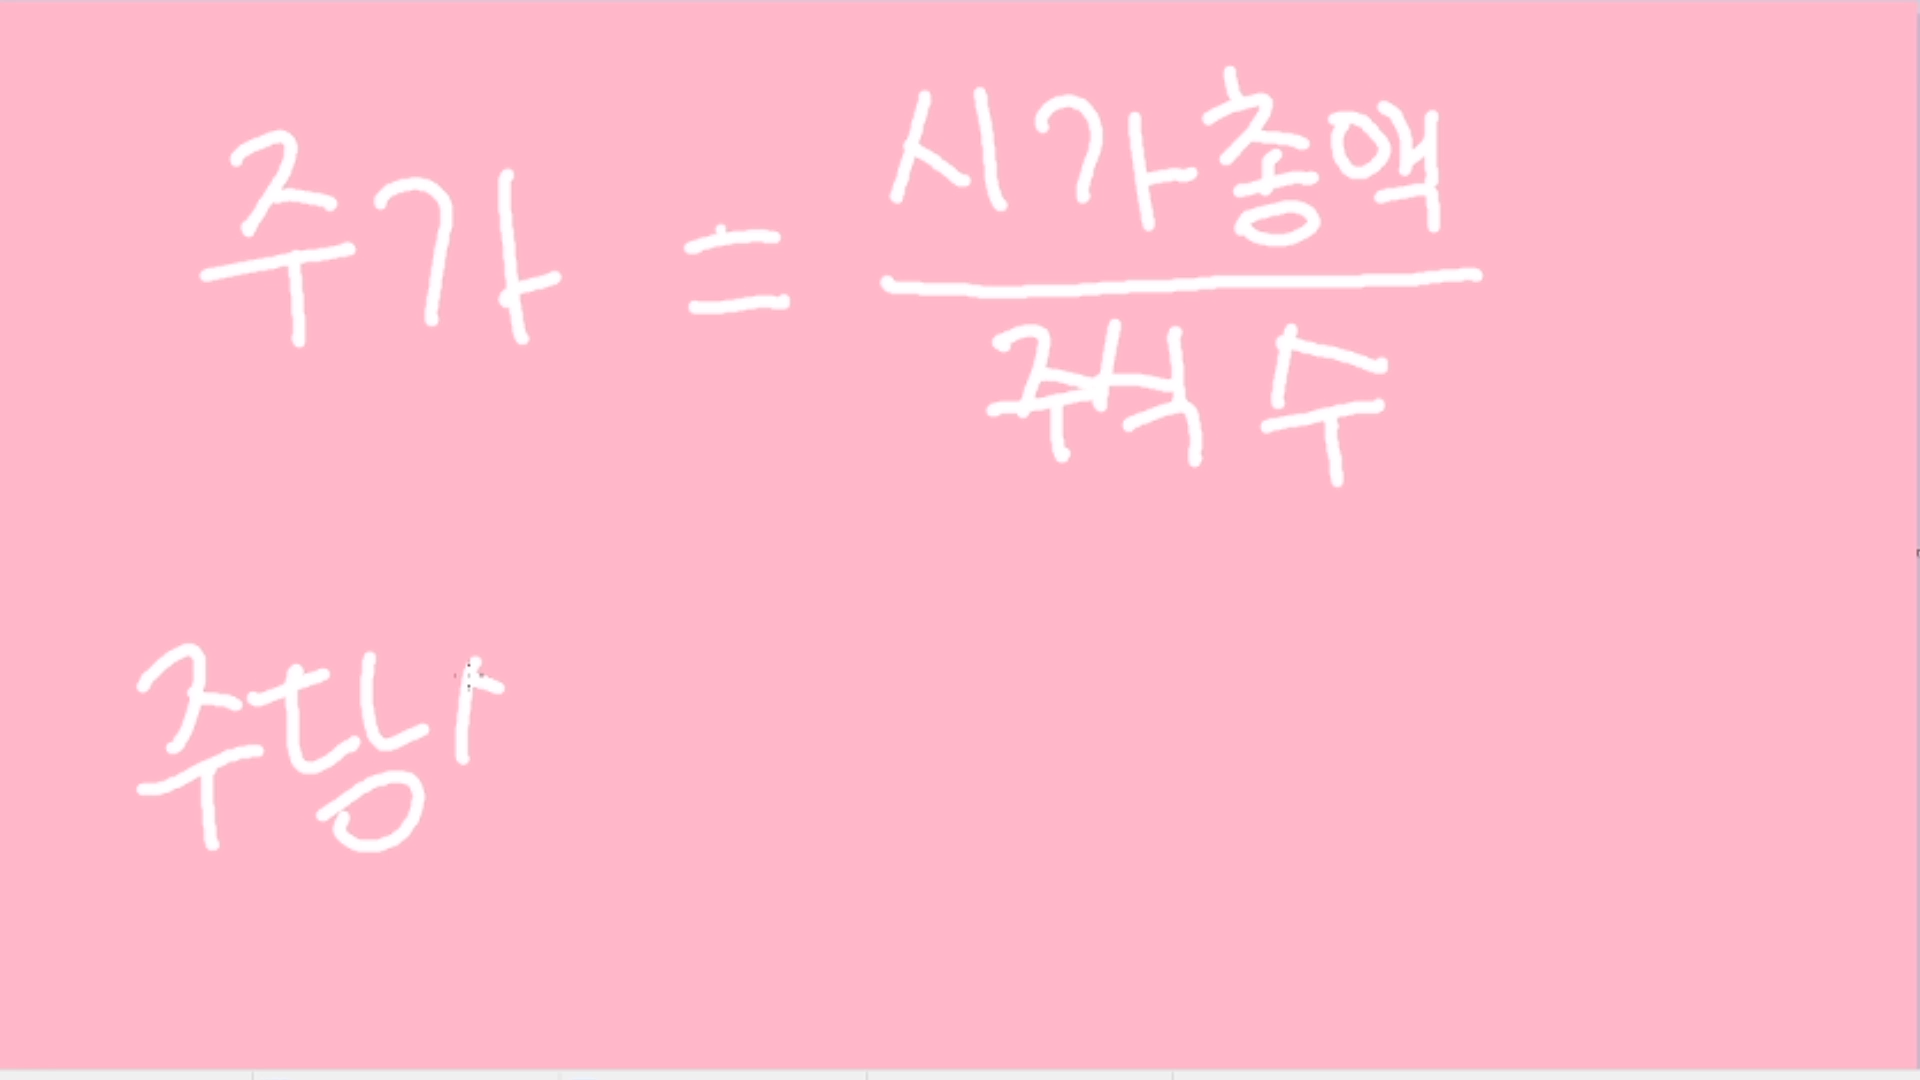 주가 = 시가총액
주식 수
주당